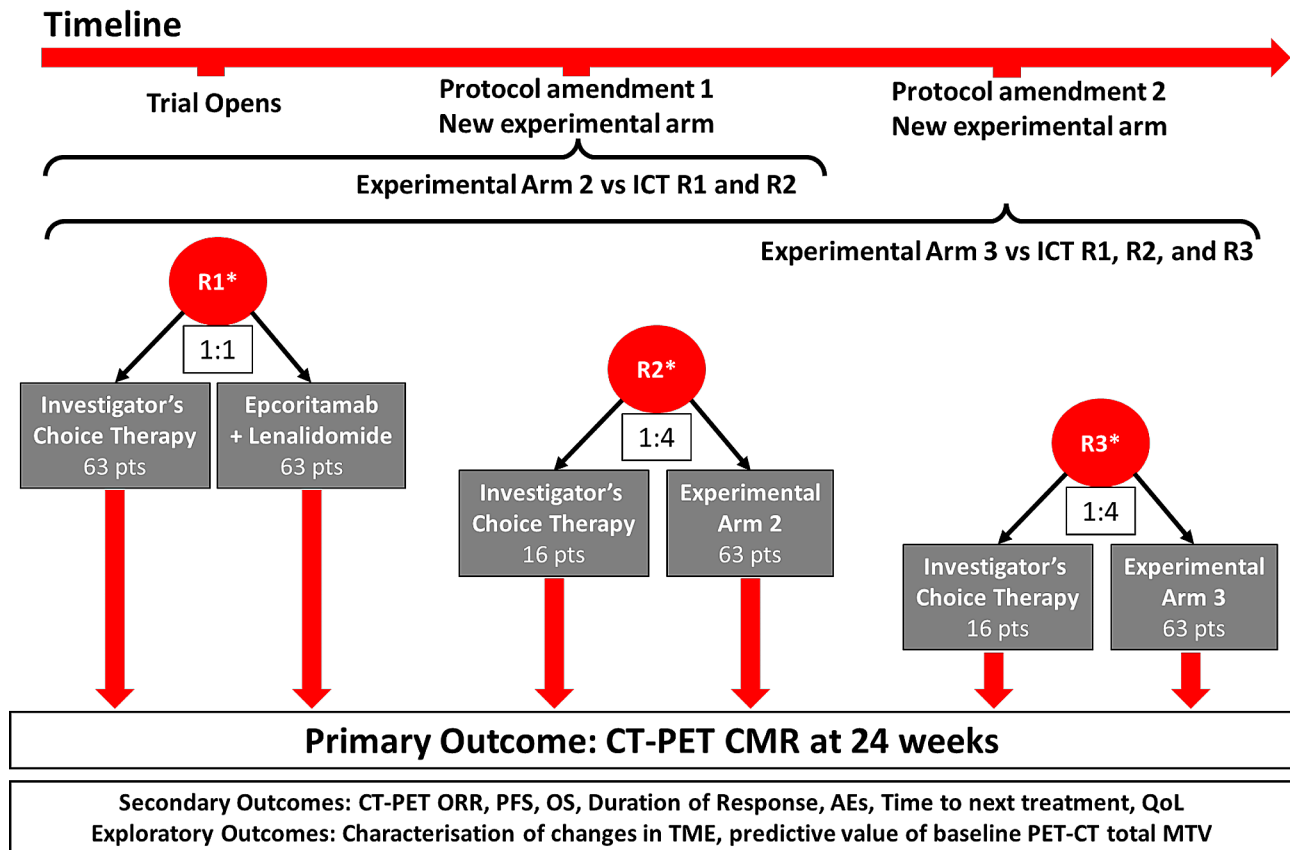 Timeline
Trial Opens
Protocol amendment 1
New experimental arm
Protocol amendment 2
New experimental arm
Experimental Arm 2 vs ICT R1 and R2
Experimental Arm 3 vs ICT R1, R2, and R3
R1*
1:1
Investigator's
Choice Therapy
63 pts
Epcoritamab
+ Lenalidomide
63 pts
R2*
1:4
Investigator's
Choice Therapy
16 pts
Experimental
Arm 2
63 pts
R3*
1:4
Investigator's
Choice Therapy
16 pts
Experimental
Arm 3
63 pts
Primary Outcome: CT-PET CMR at 24 weeks
Secondary Outcomes: CT-PET ORR, PFS, OS, Duration of Response, AEs, Time to next treatment, QoL
Exploratory Outcomes: Characterisation of changes in TME, predictive value of baseline PET-CT total MTV